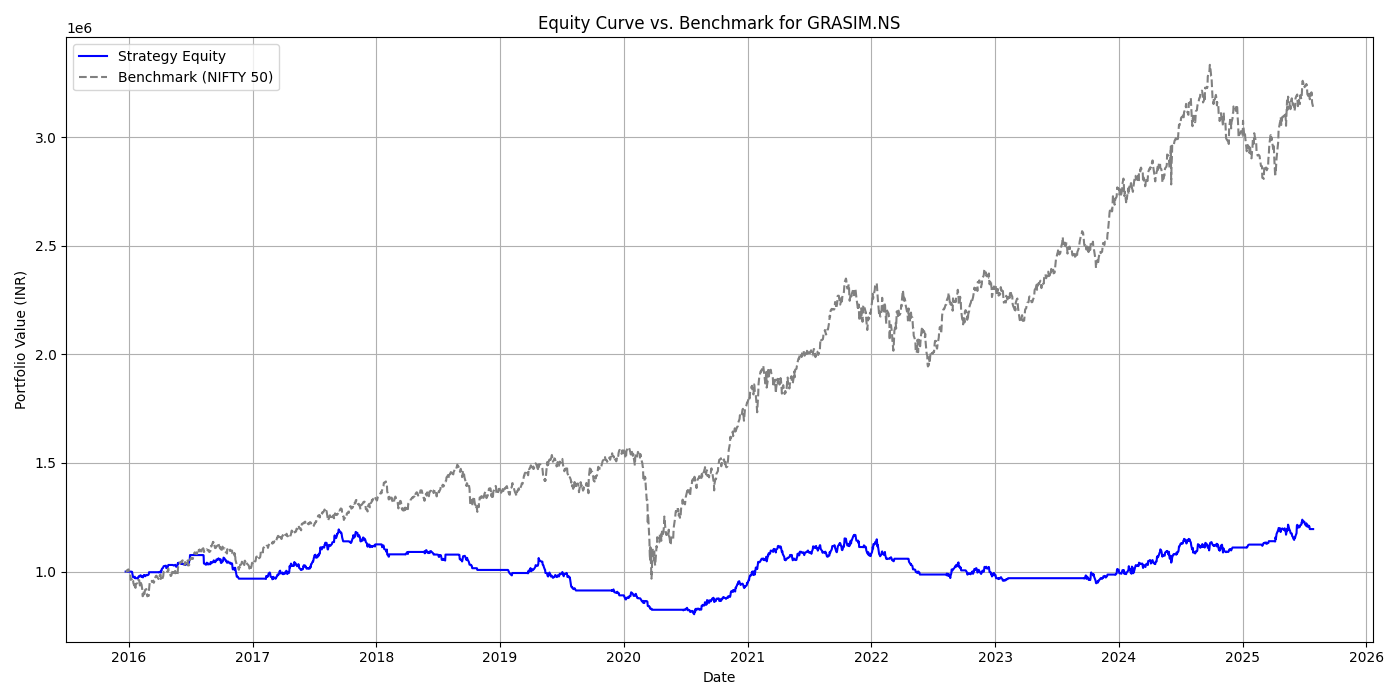 Equity Curve vs. Benchmark for GRASIM.NS
1e6
Strategy Equity
Benchmark (NIFTY 50)
3.0
2.5
2.0
1.5
1.0
Portfolio Value (INR)
2016 2017 2018 2019 2020 2021 2022 2023 2024 2025 2026
Date